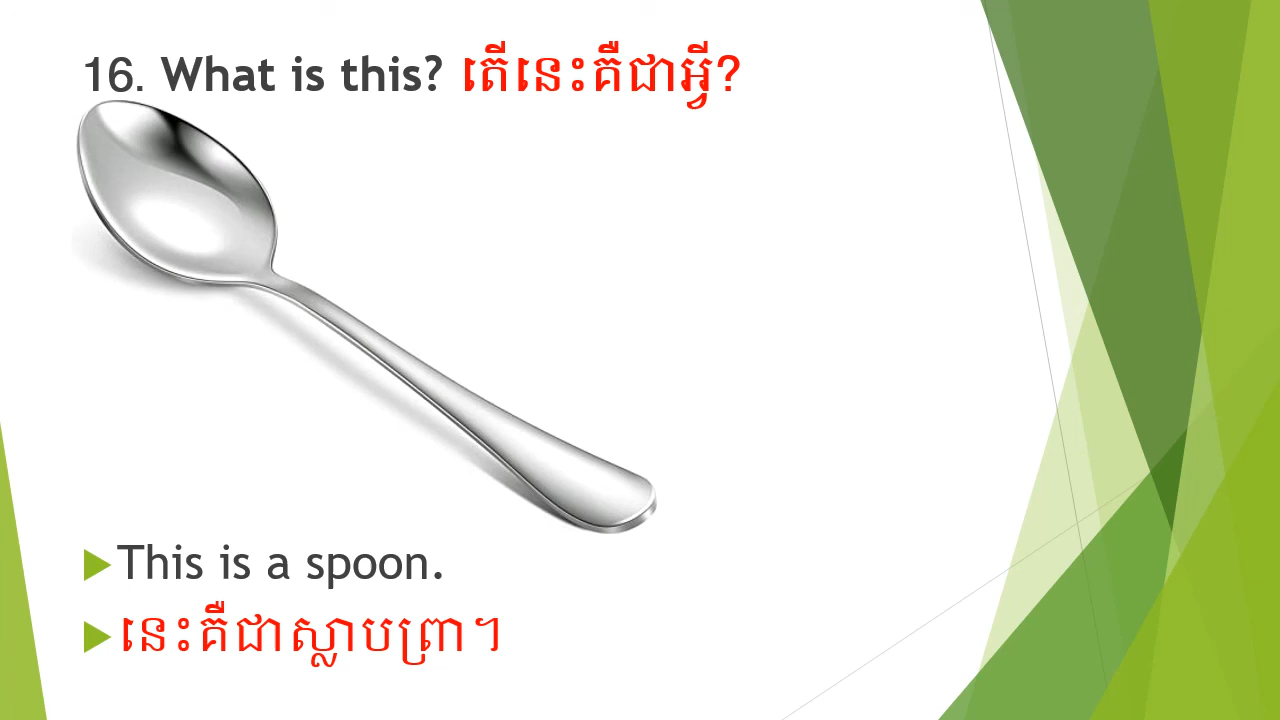 16. What is this? តើនេះគឺជាអ្វី?
This is a spoon.
នេះគឺជាស្លាបព្រា។